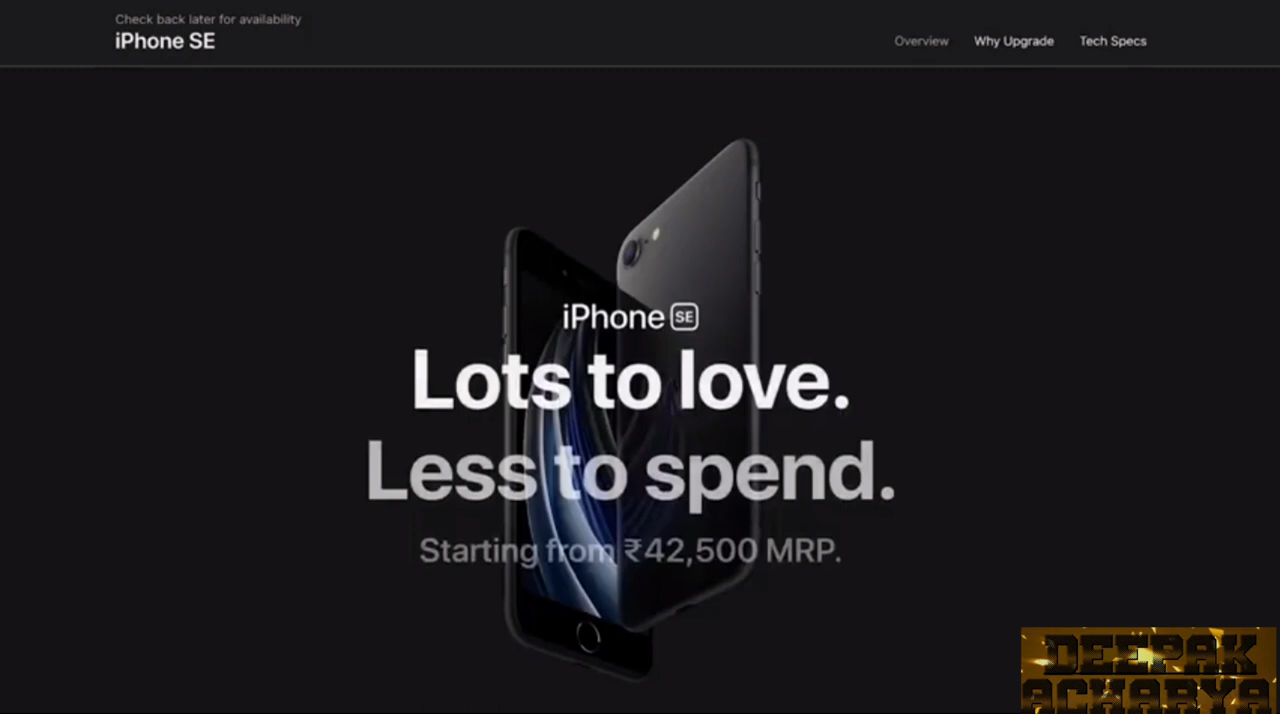 Check back later for availability
iPhone SE
Overview Why Upgrade Tech Specs
iPhone SE
Lots to love.
Less to spend.
Starting from ₹42,500 MRP.
DEEPAK
ACHARYA